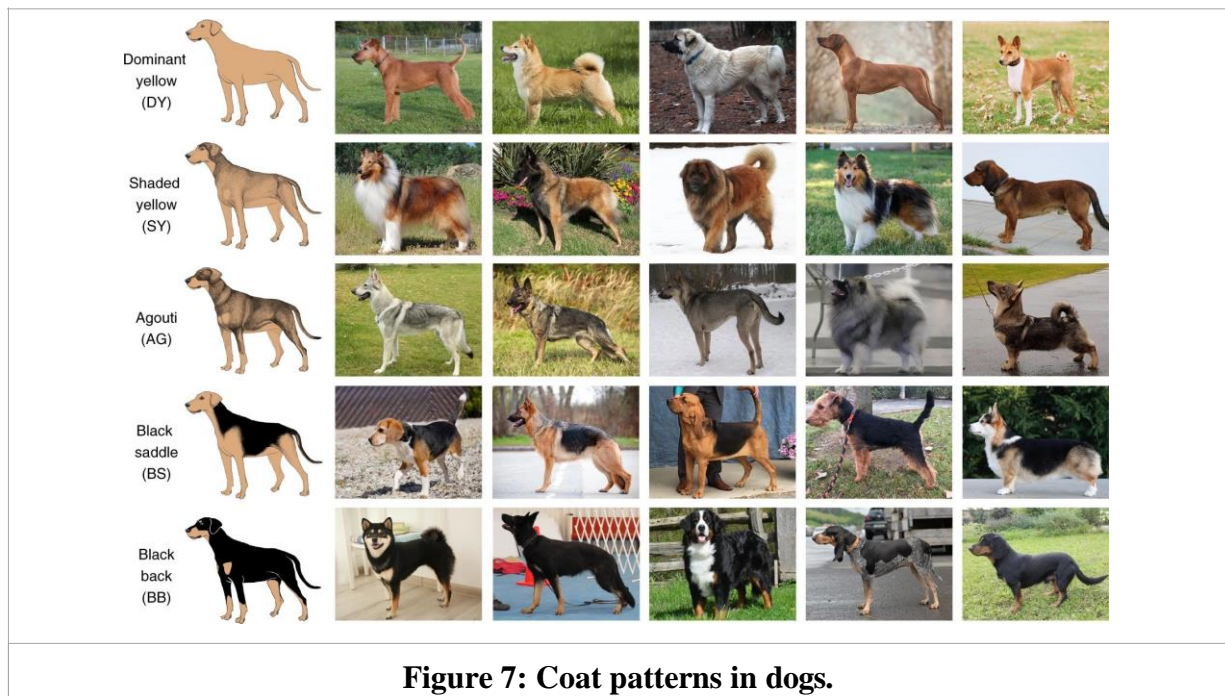 Dominant
yellow
(DY)
Shaded
yellow
(SY)
Agouti
(AG)
Black
saddle
(BS)
Black
back
(BB)
Figure 7: Coat patterns in dogs.